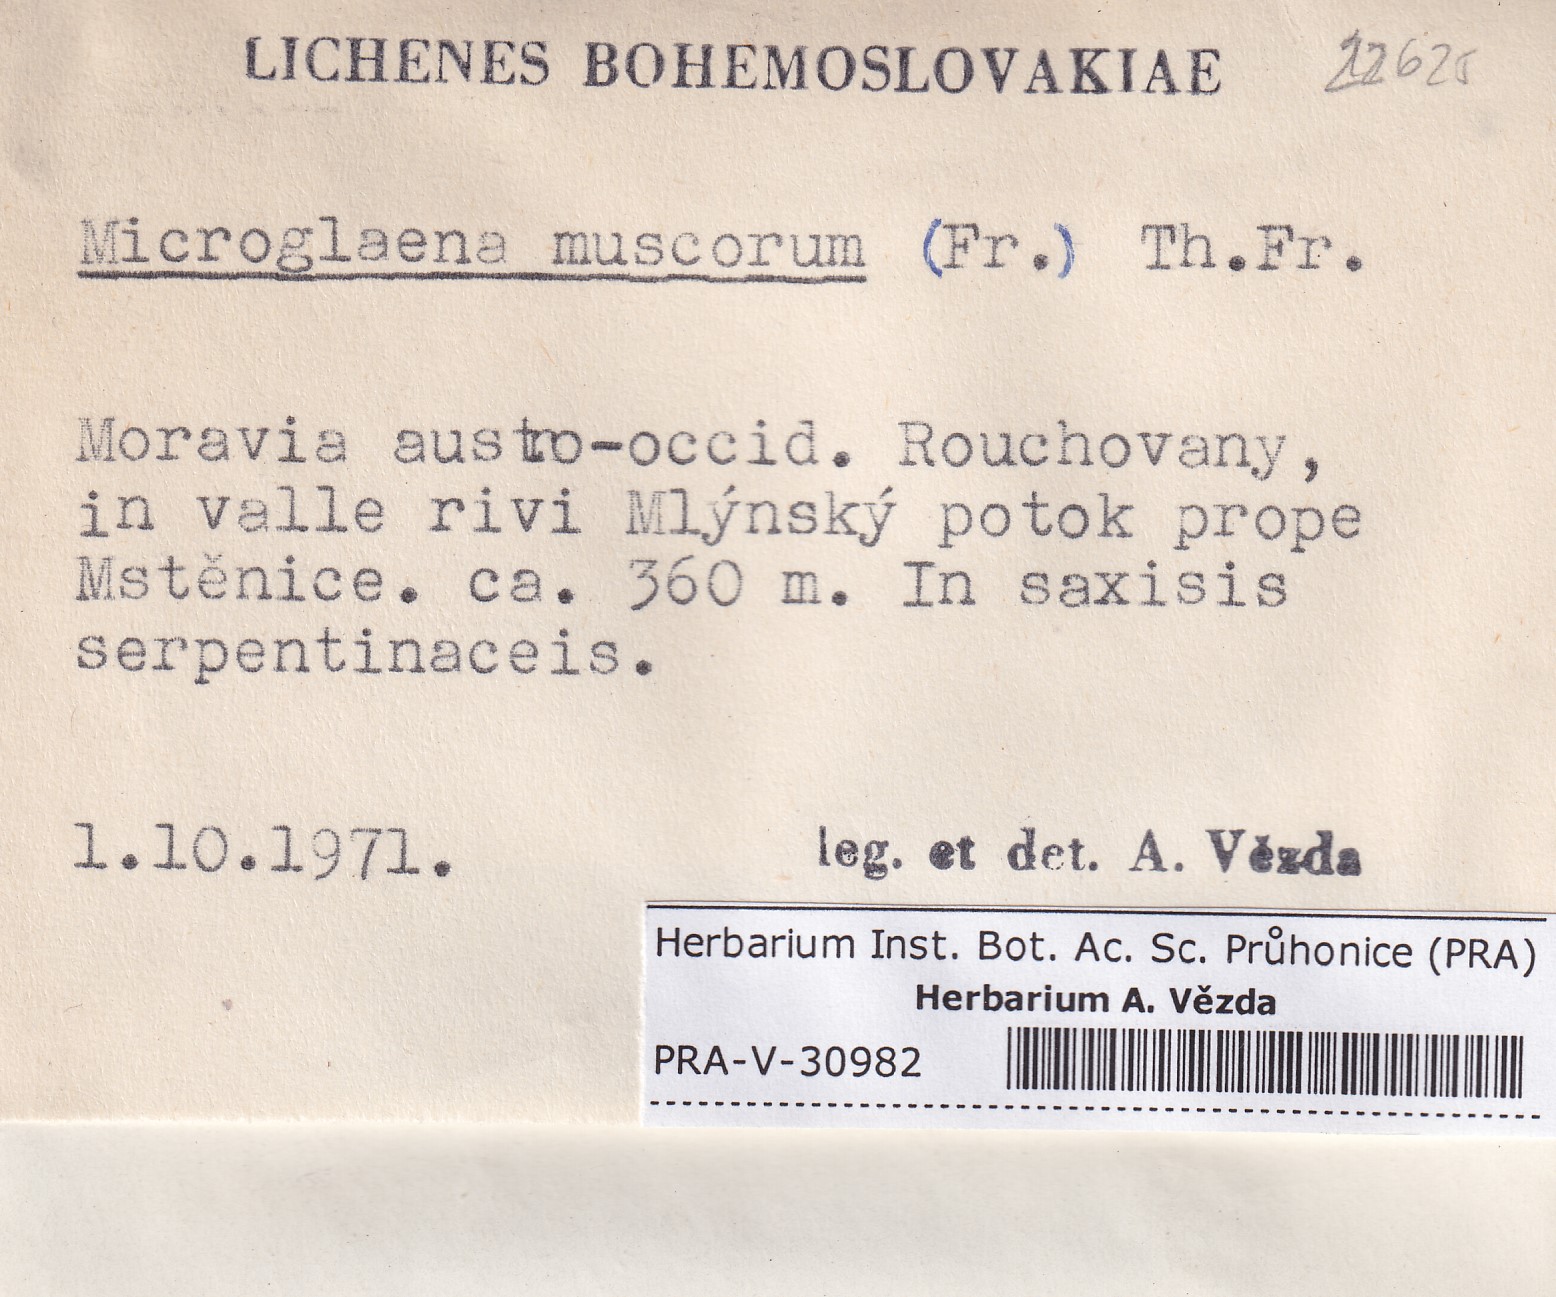 LICHENES BOHEMOSLOVAKIAE
Microglaena muscorum (Fr.) Th.Fr.
Moravia austro-occid. Rouchovany,
in valle rivi Mlýnský potok prope
Mstěnice. ca. 360 m. In saxisis
serpentinaceis.
1.10.1971.
leg. et det. A. Vězda
Herbarium Inst. Bot. Ac. Sc. Průhonice (PRA)
Herbarium A. Vězda
PRA-V-30982